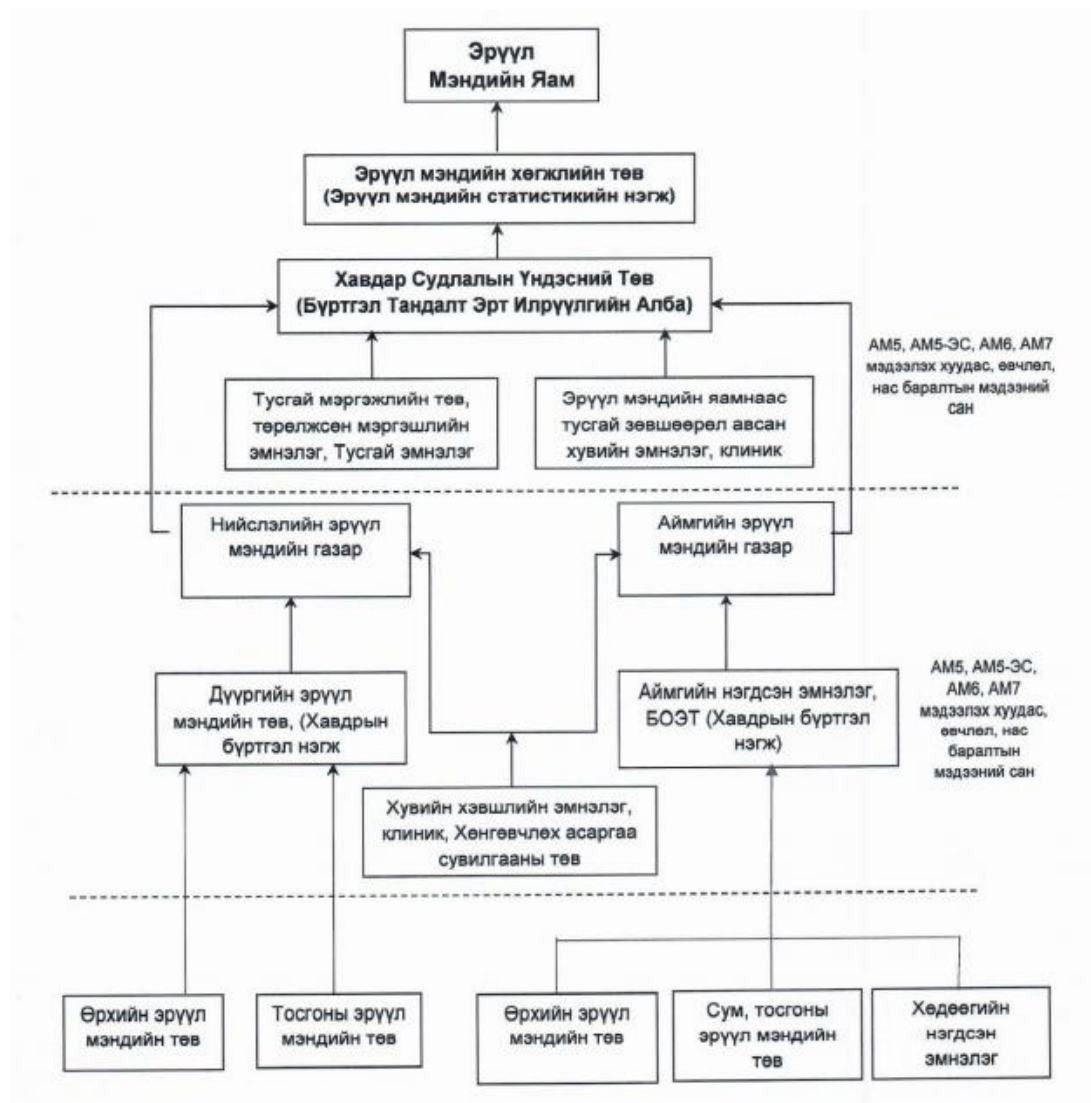 Эрүүл
Мэндийн Яам
Эрүүл мэндийн хөгжлийн төв
(Эрүүл мэндийн статистикийн нэгж)
Хавдар Судлалын Үндэсний Төв
(Бүртгэл Тандалт Эрт Илрүүлгийн Алба)
АМ5, АМ5-ЭС, АМ6, АМ7
мэдээлэх хуудас, өвчлөл,
нас баралтын мэдээний
сан
Тусгай мэргэжлийн төв,
төрөлжсөн мэргэшлийн
эмнэлэг, Тусгай эмнэлэг
Эрүүл мэндийн яамнаас
тусгай зөвшөөрөл авсан
хувийн эмнэлэг, клиник
Нийслэлийн эрүүл
мэндийн газар
Аймгийн эрүүл
мэндийн газар
Дүүргийн эрүүл
мэндийн төв, (Хавдрын
бүртгэл нэгж
Аймгийн нэгдсэн эмнэлэг,
БОЭТ (Хавдрын бүртгэл
нэгж)
АМ5, АМ5-ЭС,
АМ6, АМ7
мэдээлэх хуудас,
өвчлөл, нас
баралтын
мэдээний сан
Хувийн хэвшлийн эмнэлэг,
клиник, Хөнгөвчлөх асаргаа
сувилгааны төв
Өрхийн эрүүл
мэндийн төв
Тосгоны эрүүл
мэндийн төв
Өрхийн эрүүл
мэндийн төв
Сум, тосгоны
эрүүл мэндийн
төв
Хөдөөгийн
нэгдсэн
эмнэлэг